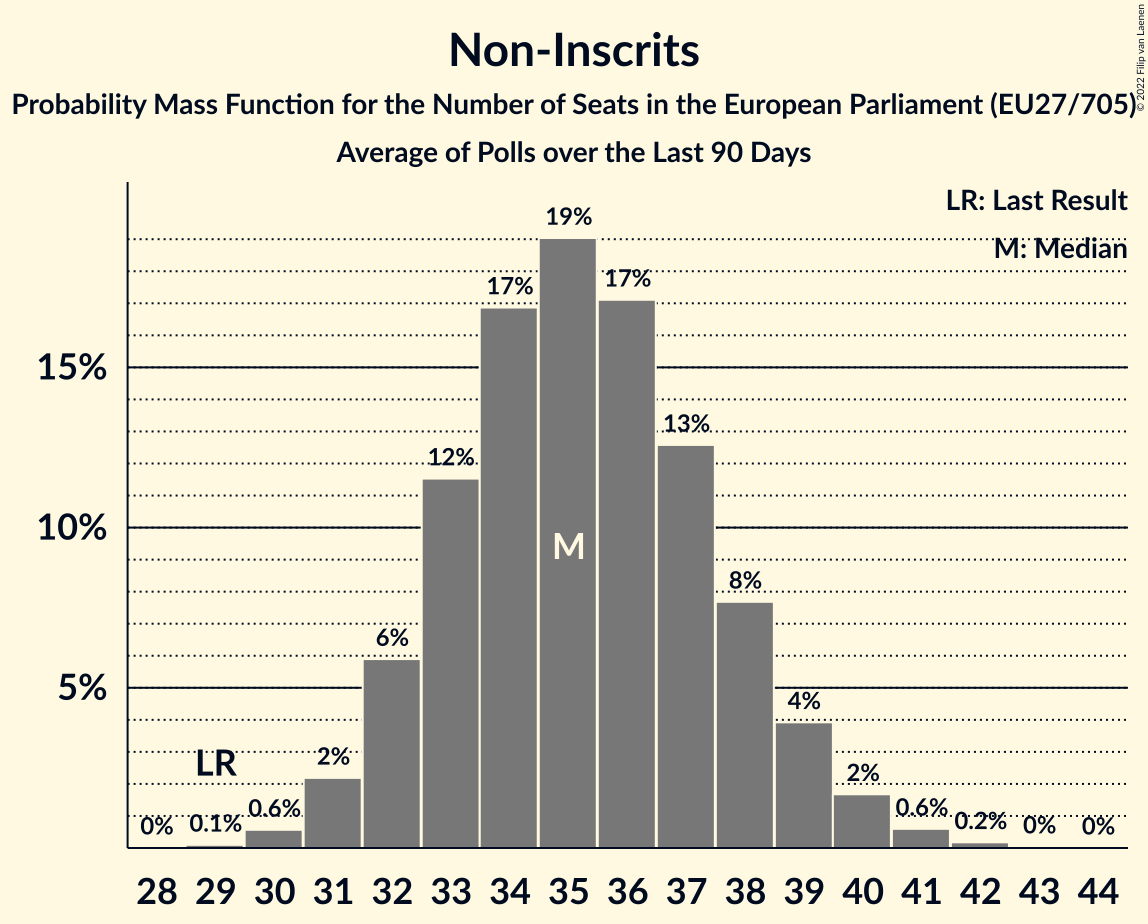 Non-Inscrits
Probability Mass Function for the Number of Seats in the European Parliament (EU27/705)
Average of Polls over the Last 90 Days
© 2022 Filip van Laenen
LR: Last Result
M: Median
19%
17%
17%
15%
13%
12%
10%
M
8%
6%
5%
4%
LR
2%
2%
0% 0.1% 0.6% 0.6% 0.2% 0% 0%
28 29 30 31 32 33 34 35 36 37 38 39 40 41 42 43 44